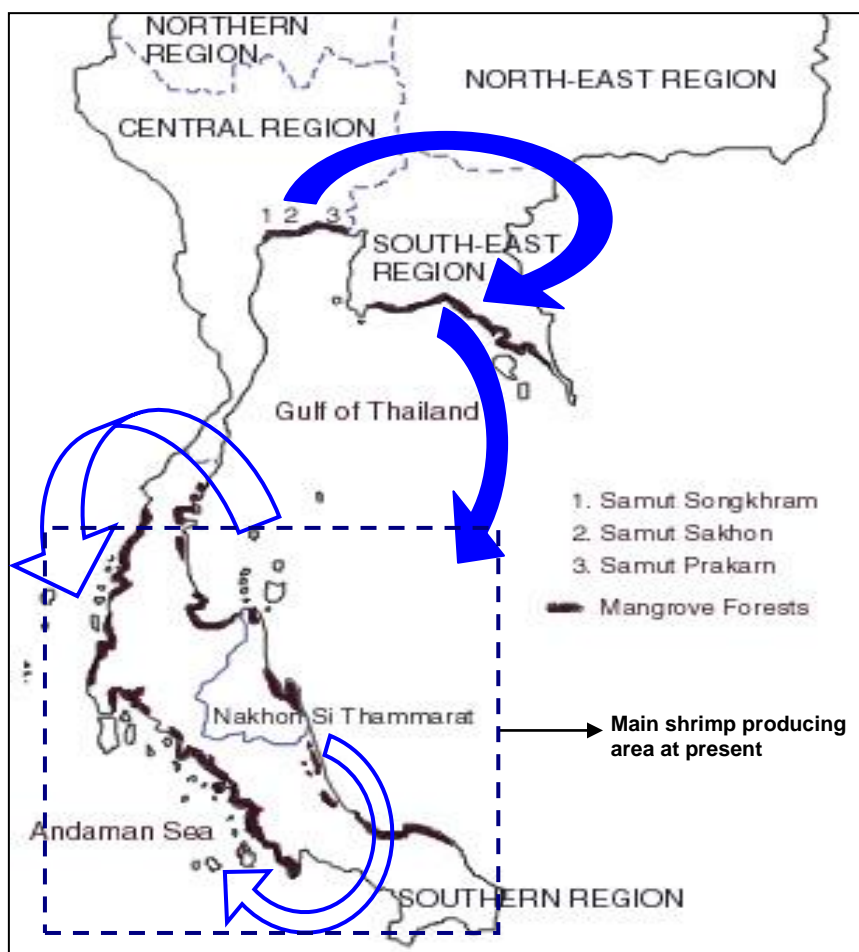 NORTHERN
REGION
NORTH-EAST REGION
CENTRAL REGION
1 2 3
SOUTH-EAST
REGION
Gulf of Thailand
1. Samut Songkhram
2. Samut Sakhon
3. Samut Prakarn
Mangrove Forests
Nakhon Si Thammarat
Main shrimp producing
area at present
Andaman Sea
SOUTHERN REGION